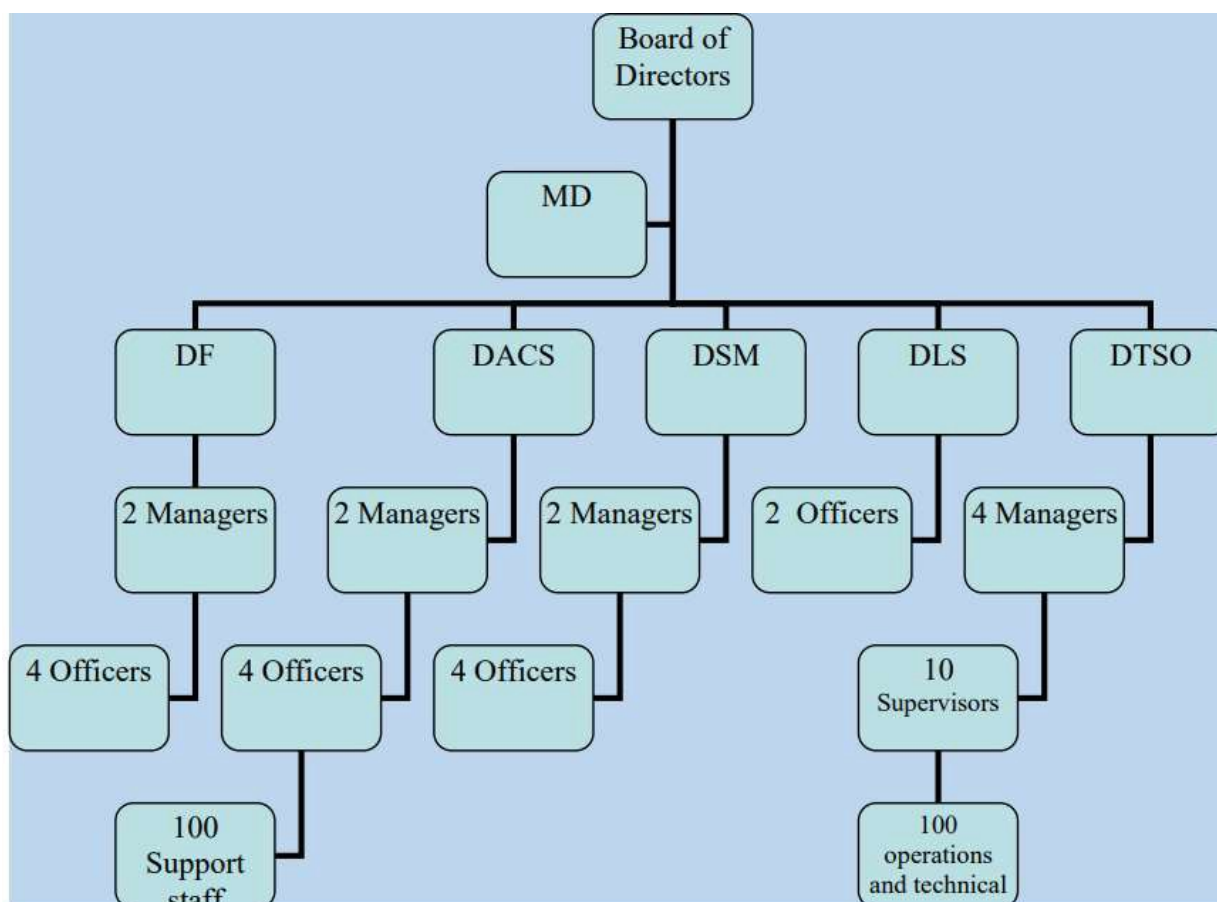 Board of
Directors
MD
DF
DACS
DSM
DLS
DTSO
2 Managers
2 Managers
2 Managers
2 Officers
4 Managers
4 Officers
4 Officers
4 Officers
10
Supervisors
100
Support
staff
100
operations
and technical